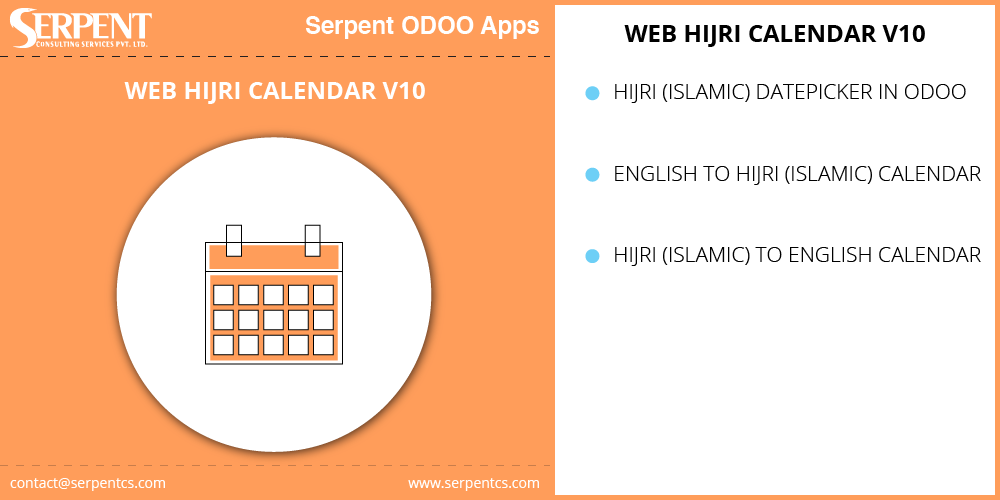 SERPENT
CONSULTING SERVICES PVT. LTD.
Serpent ODOO Apps
WEB HIJRI CALENDAR V10
contact@serpentcs.com
www.serpentcs.com
WEB HIJRI CALENDAR V10
HIJRI (ISLAMIC) DATEPICKER IN ODOO
ENGLISH TO HIJRI (ISLAMIC) CALENDAR
HIJRI (ISLAMIC) TO ENGLISH CALENDAR